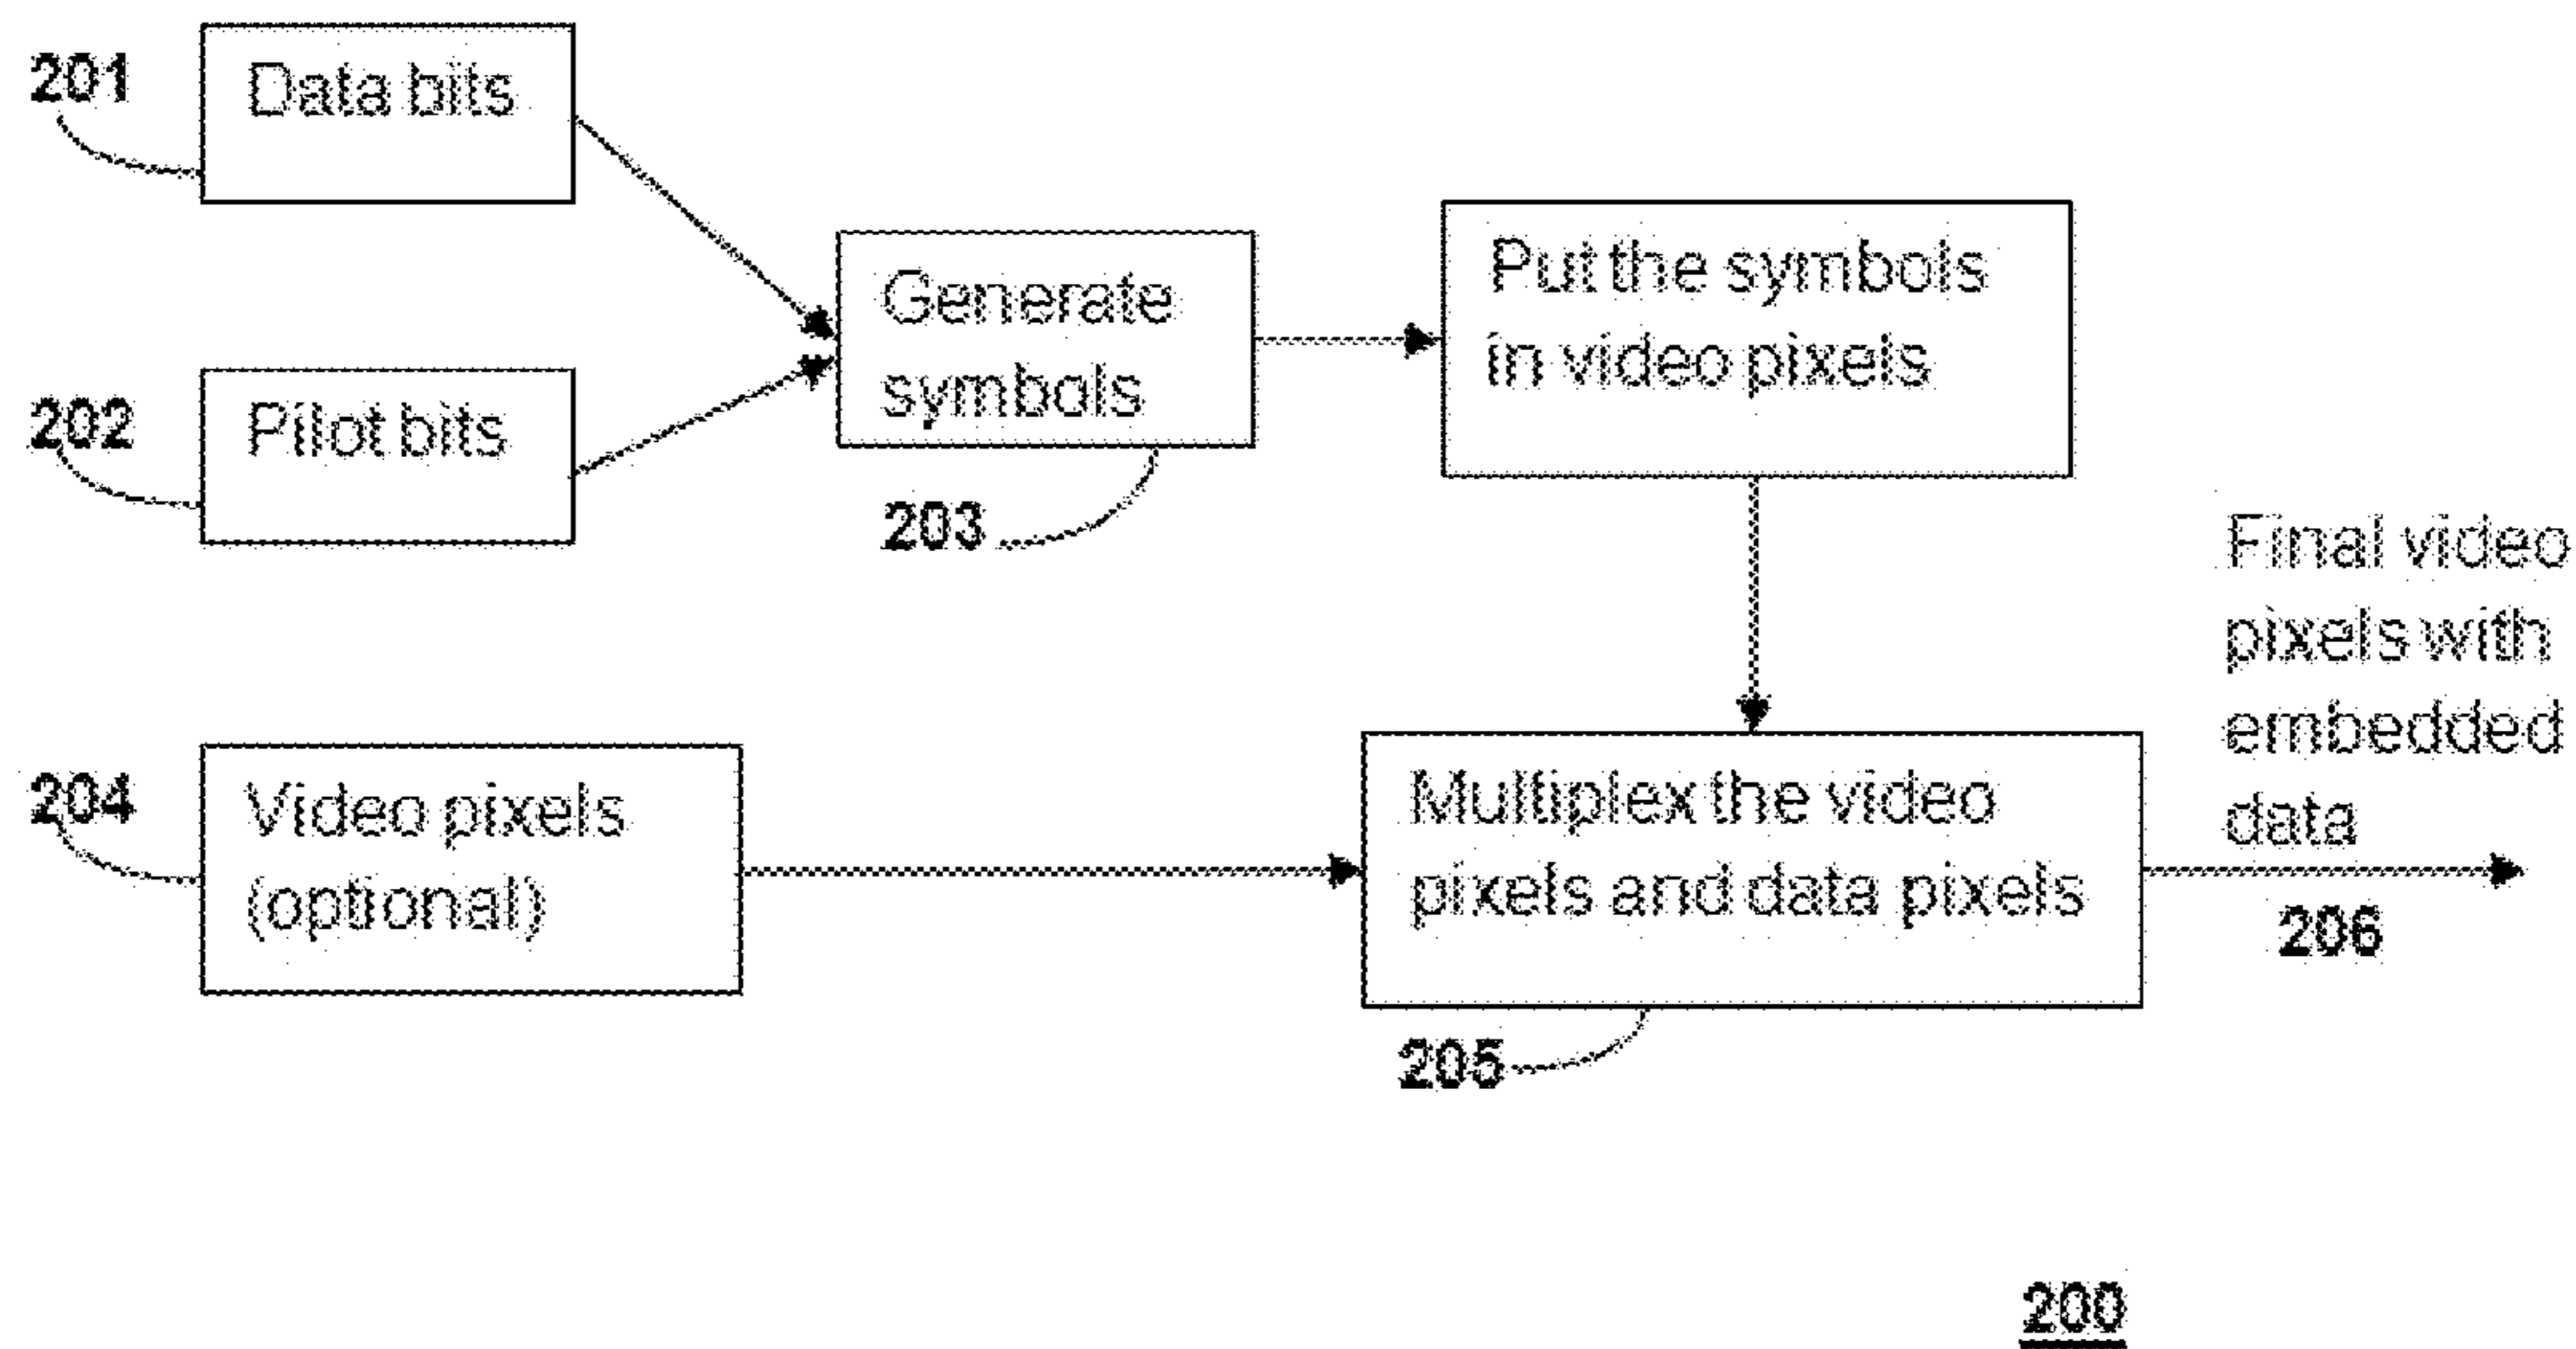 201
Data bits
202
Pilot bits
Generate
symbols
203
Put the symbols
in video pixels
204
Video pixels
(optional)
Multiplex the video
pixels and data pixels
205
Final video
pixels with
embedded
data
206
200